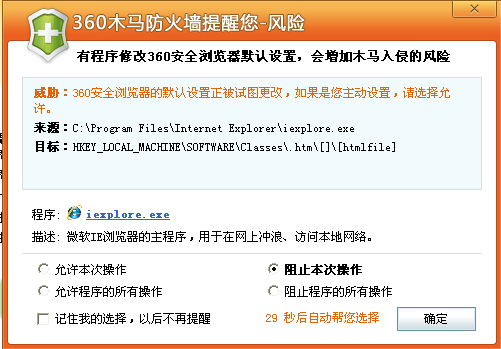 360木马防火墙提醒您-风险
有程序修改360安全浏览器默认设置，会增加木马入侵的风险
威胁：360安全浏览器的默认设置正被试图更改，如果是您主动设置，请选择允
许。
来源：C:\Program Files\Internet Explorer\iexplore.exe
目标：HKEY_LOCAL_MACHINE\SOFTWARE\Classes\.htm\[]\[htmlfile]
程序: iexplore.exe
描述: 微软IE浏览器的主程序，用于在网上冲浪、访问本地网络。
允许本次操作 阻止本次操作
允许程序的所有操作 阻止程序的所有操作
记住我的选择，以后不再提醒 29 秒后自动帮您选择 确定